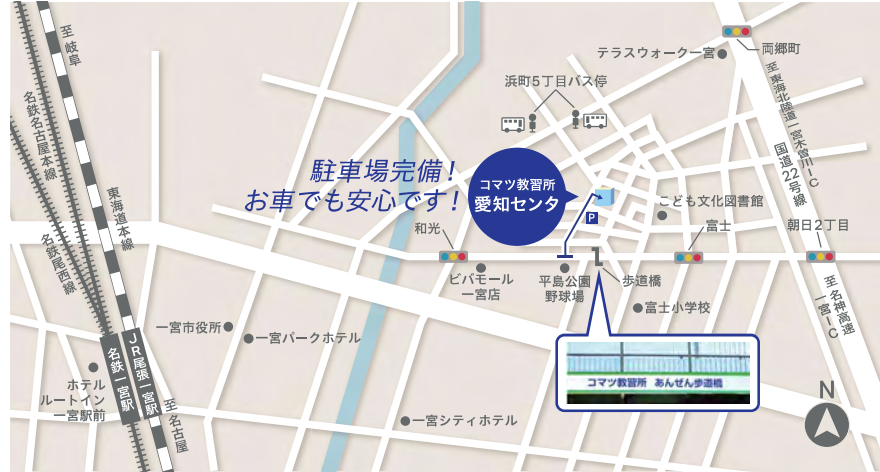 至岐阜
名鉄名古屋本線
東海道本線
名鉄尾西線
テラスウォーク一宮
両郷町
至東海北陸道一宮木曽川IC
国道22号線
浜町5丁目バス停
駐車場完備!
お車でも安心です!
コマツ教習所
愛知センタ
P
こども文化図書館
和光
富士
朝日2丁目
ビバモール
一宮店
平島公園
野球場
歩道橋
至名神高速
一宮IC
富士小学校
一宮市役所
一宮パークホテル
JR尾張一宮駅
名鉄一宮駅
ホテル
ルートイン
一宮駅前
至名古屋
一宮シティホテル
コマツ教習所 あんぜん歩道橋
N